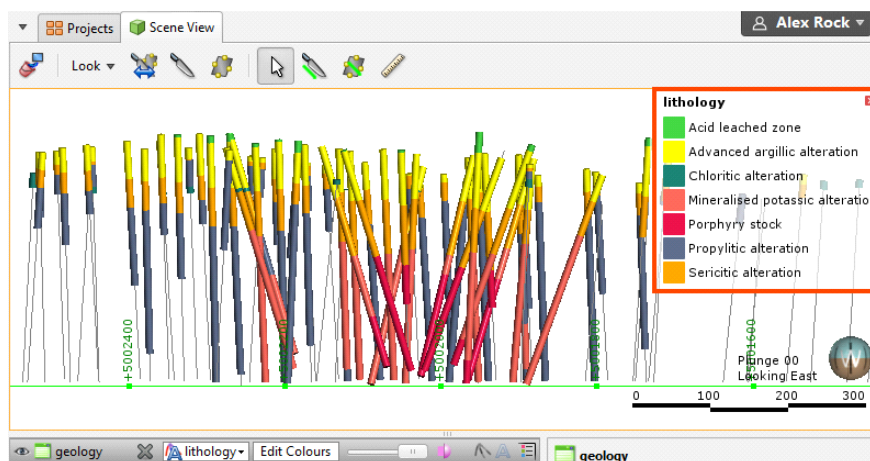 Projects
Scene View
Alex Rock
Look
lithology
Acid leached zone
Advanced argillic alteration
Chloritic alteration
Mineralised potassic alteratio
Porphyry stock
Propylitic alteration
Sericitic alteration
+5002400
Plunge 00
Looking East
0 100 200 300
geology
lithology
Edit Colours
geology